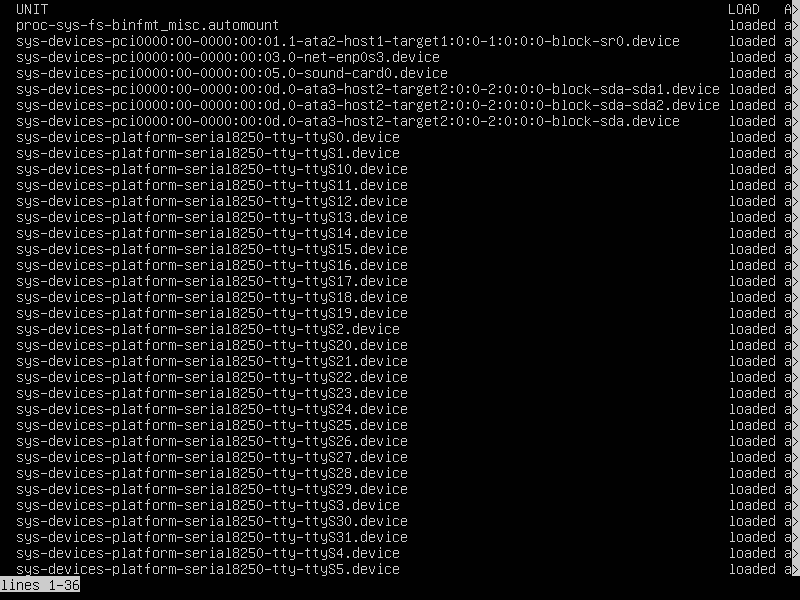 UNIT LOAD A>
proc-sys-fs-binfmt_misc.automount loaded a>
sys-devices-pci0000:00-0000:00:01.1-ata2-host1-target1:0:0-1:0:0:0-block-sr0.device loaded a>
sys-devices-pci0000:00-0000:00:03.0-net-enp0s3.device loaded a>
sys-devices-pci0000:00-0000:00:05.0-sound-card0.device loaded a>
sys-devices-pci0000:00-0000:00:0d.0-ata3-host2-target2:0:0-2:0:0:0-block-sda-sda1.device loaded a>
sys-devices-pci0000:00-0000:00:0d.0-ata3-host2-target2:0:0-2:0:0:0-block-sda-sda2.device loaded a>
sys-devices-pci0000:00-0000:00:0d.0-ata3-host2-target2:0:0-2:0:0:0-block-sda.device loaded a>
sys-devices-platform-serial8250-tty-ttyS0.device loaded a>
sys-devices-platform-serial8250-tty-ttyS1.device loaded a>
sys-devices-platform-serial8250-tty-ttyS10.device loaded a>
sys-devices-platform-serial8250-tty-ttyS11.device loaded a>
sys-devices-platform-serial8250-tty-ttyS12.device loaded a>
sys-devices-platform-serial8250-tty-ttyS13.device loaded a>
sys-devices-platform-serial8250-tty-ttyS14.device loaded a>
sys-devices-platform-serial8250-tty-ttyS15.device loaded a>
sys-devices-platform-serial8250-tty-ttyS16.device loaded a>
sys-devices-platform-serial8250-tty-ttyS17.device loaded a>
sys-devices-platform-serial8250-tty-ttyS18.device loaded a>
sys-devices-platform-serial8250-tty-ttyS19.device loaded a>
sys-devices-platform-serial8250-tty-ttyS2.device loaded a>
sys-devices-platform-serial8250-tty-ttyS20.device loaded a>
sys-devices-platform-serial8250-tty-ttyS21.device loaded a>
sys-devices-platform-serial8250-tty-ttyS22.device loaded a>
sys-devices-platform-serial8250-tty-ttyS23.device loaded a>
sys-devices-platform-serial8250-tty-ttyS24.device loaded a>
sys-devices-platform-serial8250-tty-ttyS25.device loaded a>
sys-devices-platform-serial8250-tty-ttyS26.device loaded a>
sys-devices-platform-serial8250-tty-ttyS27.device loaded a>
sys-devices-platform-serial8250-tty-ttyS28.device loaded a>
sys-devices-platform-serial8250-tty-ttyS29.device loaded a>
sys-devices-platform-serial8250-tty-ttyS3.device loaded a>
sys-devices-platform-serial8250-tty-ttyS30.device loaded a>
sys-devices-platform-serial8250-tty-ttyS31.device loaded a>
sys-devices-platform-serial8250-tty-ttyS4.device loaded a>
sys-devices-platform-serial8250-tty-ttyS5.device loaded a>
lines 1-36